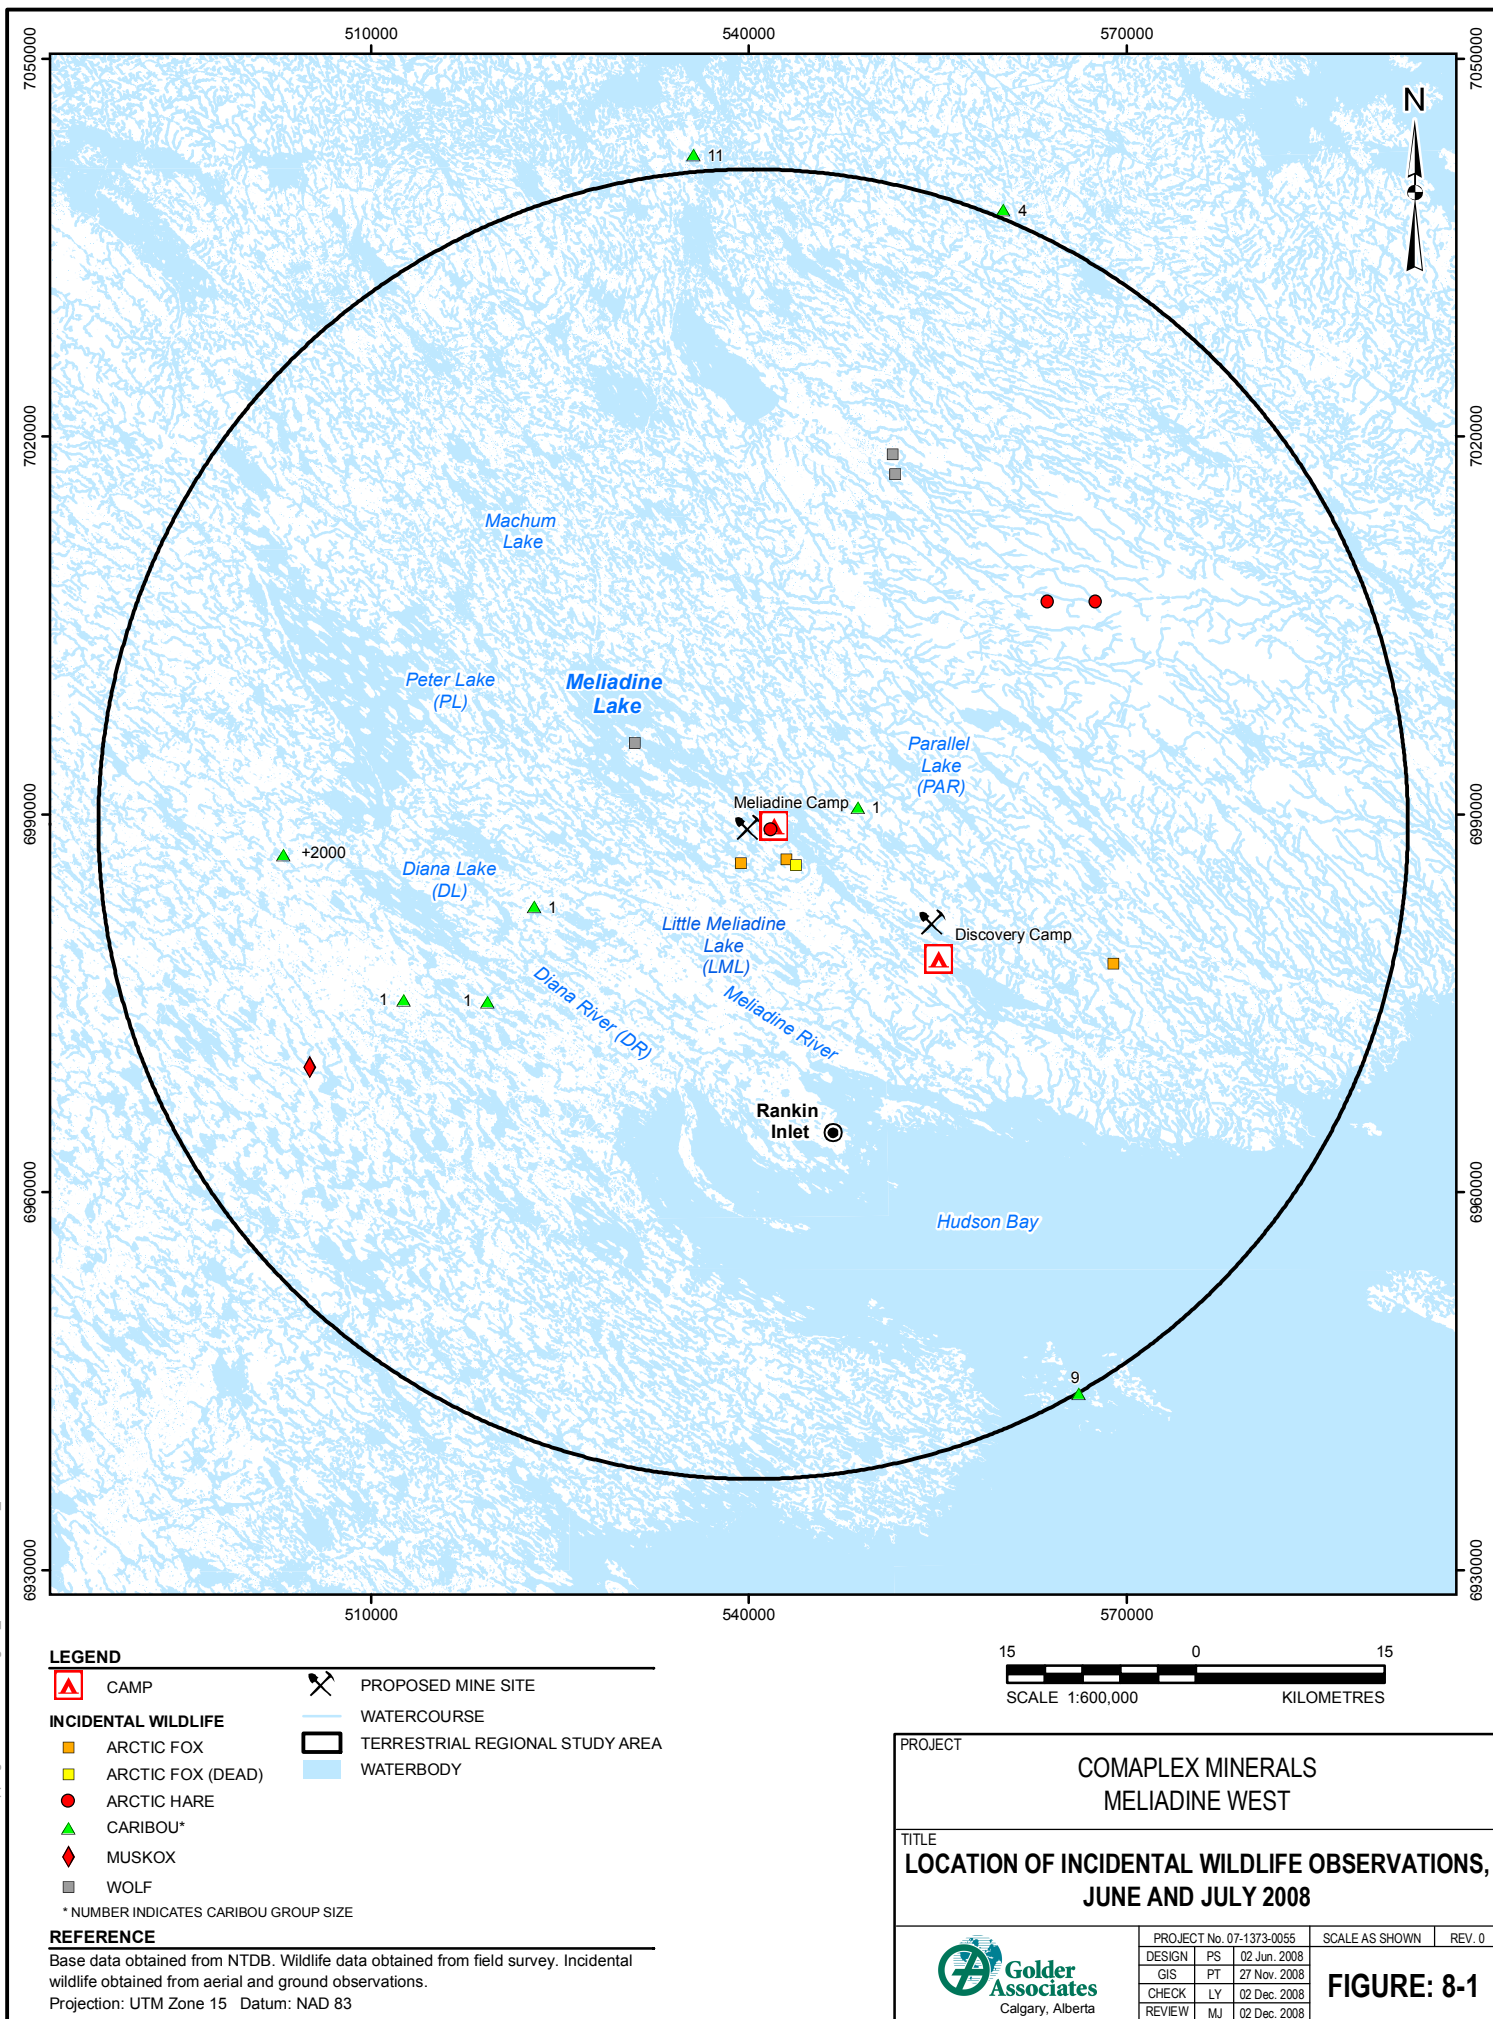 510000
540000
570000
7050000
7050000
N
11
4
7020000
7020000
Machum
Lake
Peter Lake
(PL)
Meliadine
Lake
Parallel
Lake
(PAR)
Meliadine Camp
1
6990000
6990000
+2000
Diana Lake
(DL)
1
Little Meliadine
Lake
(LML)
Discovery Camp
1
1
Diana River (DR)
Meliadine River
Rankin
Inlet
6960000
6960000
Hudson Bay
9
6930000
6930000
510000
540000
570000
LEGEND
CAMP
INCIDENTAL WILDLIFE
ARCTIC FOX
ARCTIC FOX (DEAD)
ARCTIC HARE
CARIBOU*
MUSKOX
WOLF
* NUMBER INDICATES CARIBOU GROUP SIZE
PROPOSED MINE SITE
WATERCOURSE
TERRESTRIAL REGIONAL STUDY AREA
WATERBODY
REFERENCE
Base data obtained from NTDB. Wildlife data obtained from field survey. Incidental
wildlife obtained from aerial and ground observations.
Projection: UTM Zone 15 Datum: NAD 83
15 0 15
SCALE 1:600,000 KILOMETRES
PROJECT
COMAPLEX MINERALS
MELIADINE WEST
TITLE
LOCATION OF INCIDENTAL WILDLIFE OBSERVATIONS,
JUNE AND JULY 2008
Golder
Associates
Calgary, Alberta
PROJECT No. 07-1373-0055 SCALE AS SHOWN REV. 0
DESIGN PS 02 Jun. 2008
GIS PT 27 Nov. 2008
CHECK LY 02 Dec. 2008
REVIEW MJ 02 Dec. 2008
FIGURE: 8-1